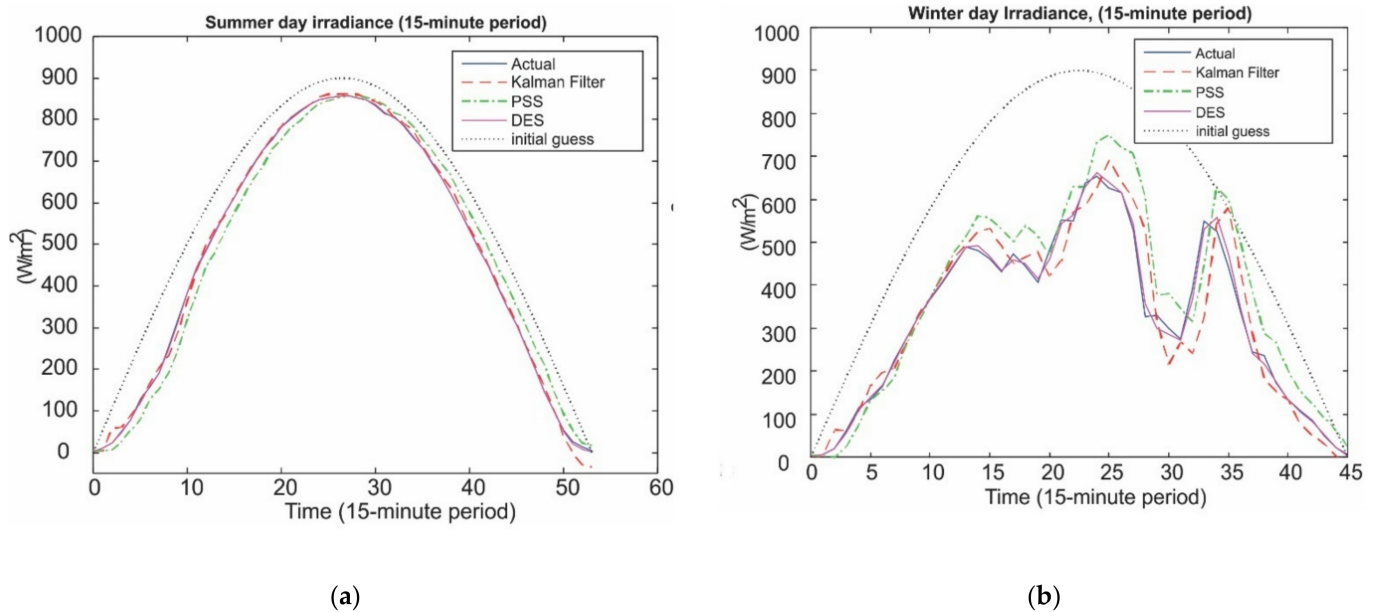 Summer day irradiance (15-minute period)
1000
900
800
700
600
500
400
300
200
100
0
(W/m²)
Actual
Kalman Filter
PSS
DES
initial guess
0 10 20 30 40 50 60
Time (15-minute period)
(a)
Winter day Irradiance, (15-minute period)
1000
900
800
700
600
500
400
300
200
100
0
(W/m²)
Actual
Kalman Filter
PSS
DES
initial guess
0 5 10 15 20 25 30 35 40 45
Time (15-minute period)
(b)